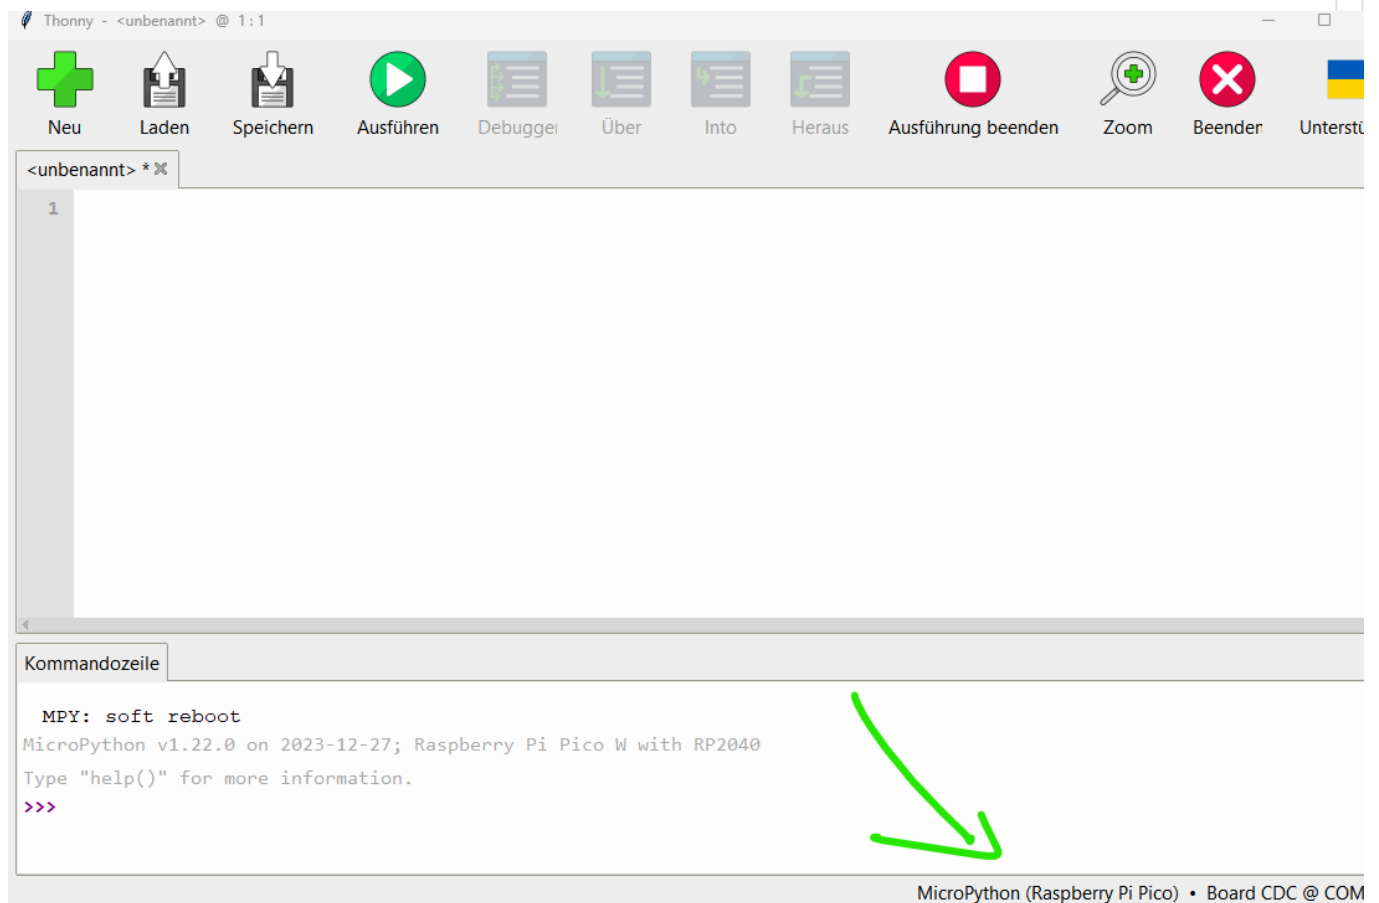 Thonny - <unbenannt> @ 1:1
Neu Laden Speichern Ausführen Debugger Über Into Heraus Ausführung beenden Zoom Beenden Unterstü
<unbenannt> *
1
Kommandozeile
MPY: soft reboot
MicroPython v1.22.0 on 2023-12-27; Raspberry Pi Pico W with RP2040
Type "help()" for more information.
>>>
MicroPython (Raspberry Pi Pico) • Board CDC @ COM